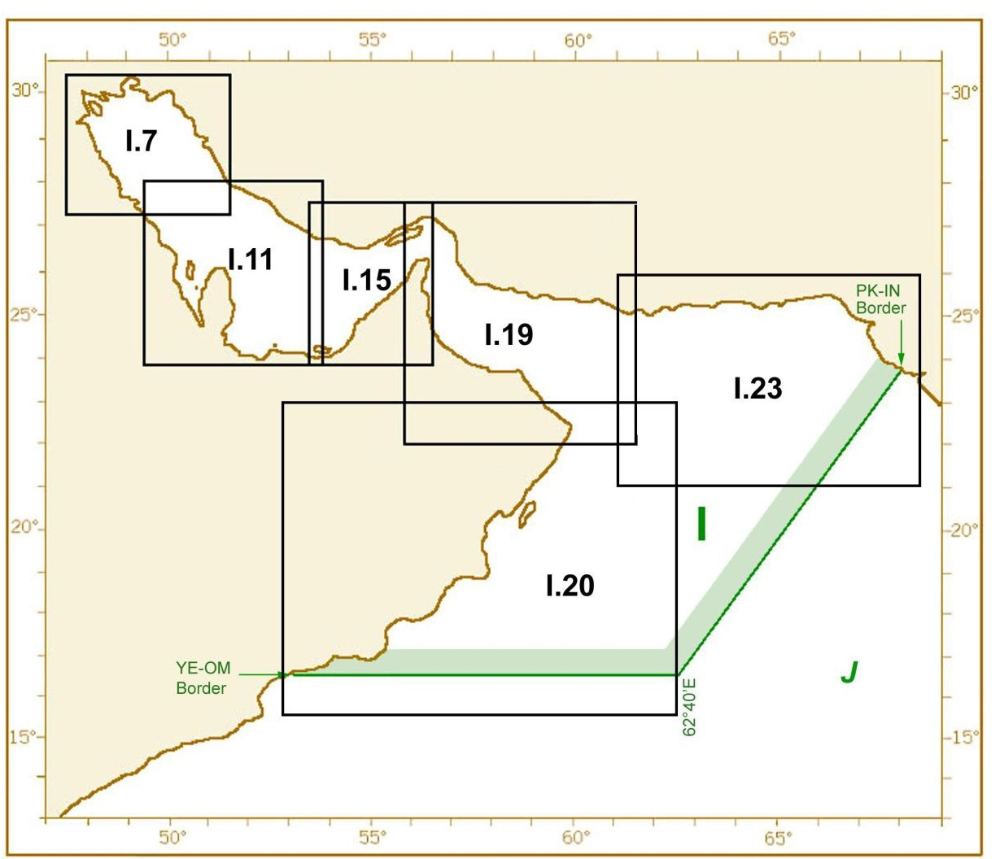 50° 55° 60° 65°
30° 30°
I.7
I.11
I.15
PK-IN
Border
25° 25°
I.19
I.23
20° I 20°
I.20
YE-OM
Border
J
62°40'E
15° 15°
50° 55° 60° 65°